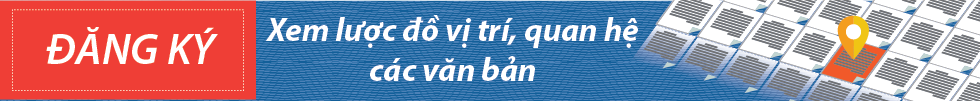 ĐĂNG KÝ
Xem lược đồ vị trí, quan hệ
các văn bản